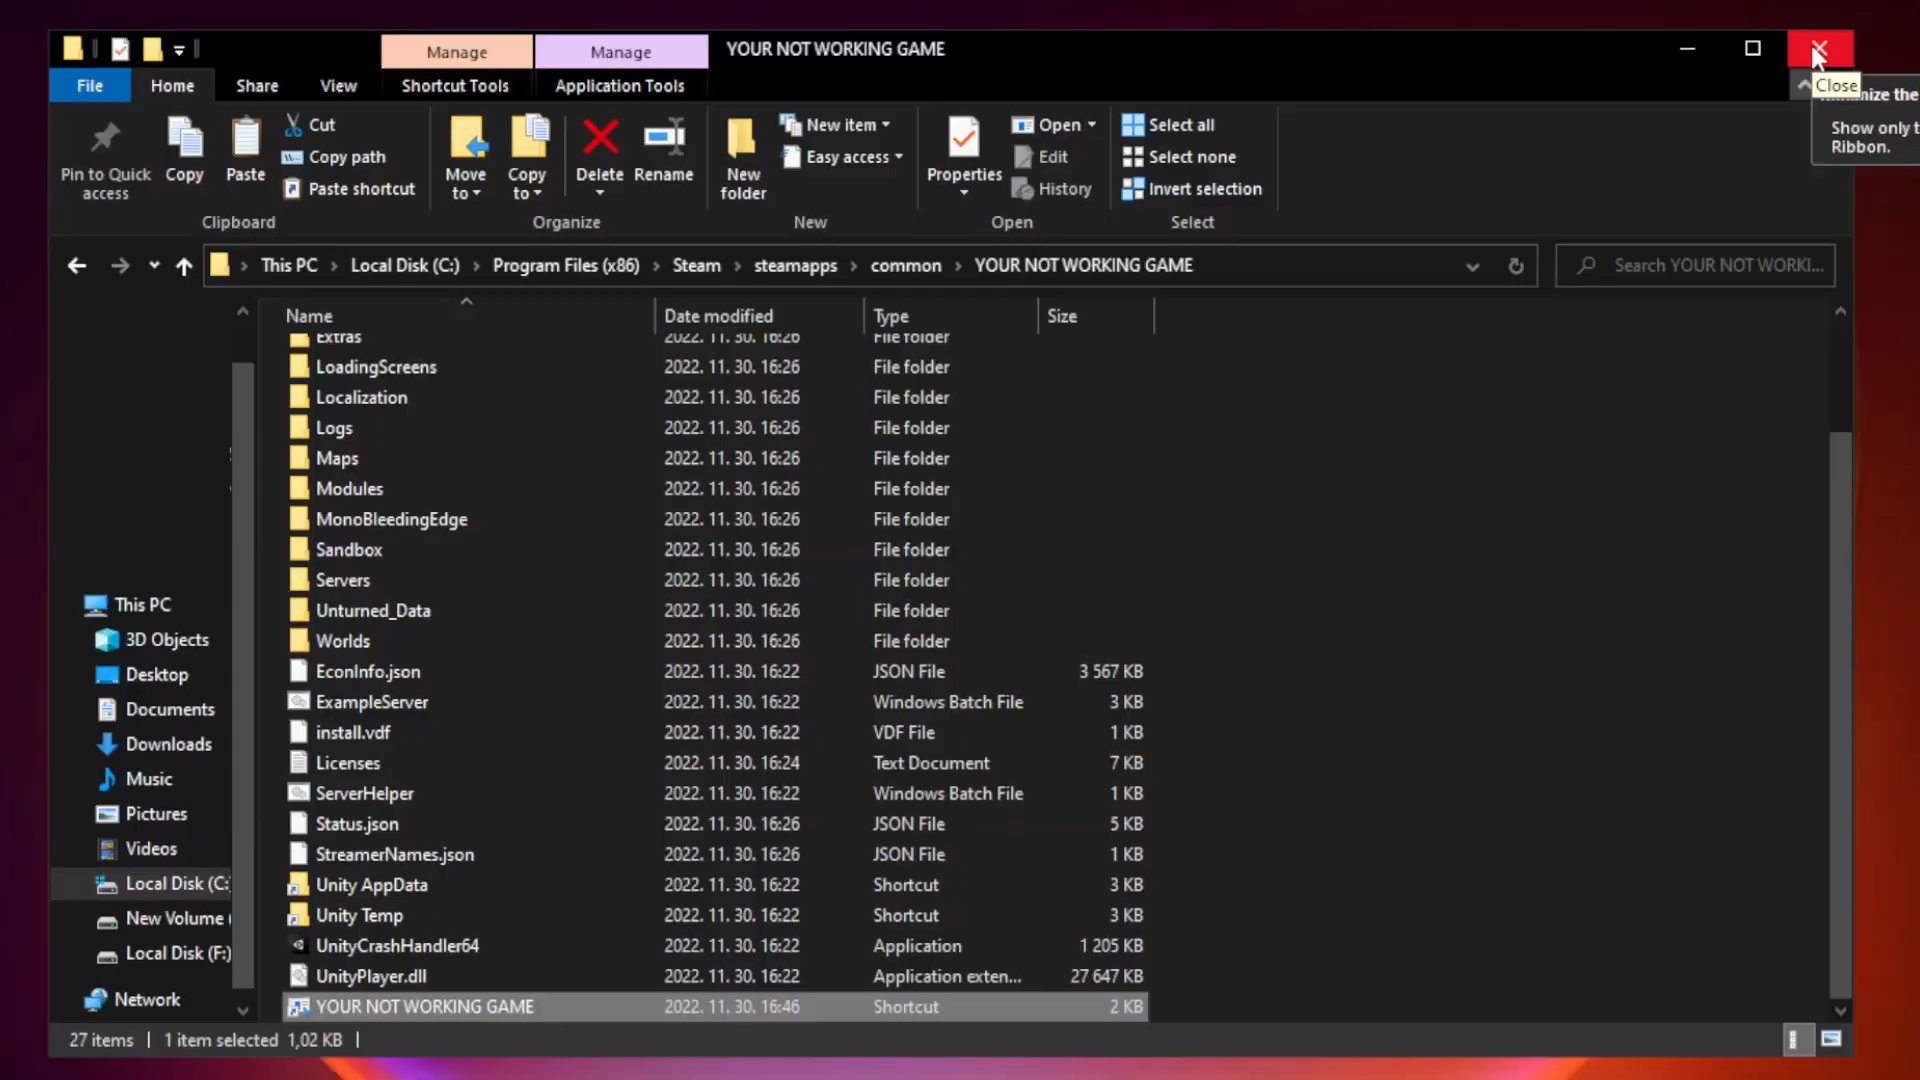 Manage
Manage
YOUR NOT WORKING GAME
File
Home
Share
View
Shortcut Tools
Application Tools
Close
Show only t
Ribbon.
Pin to Quick
access
Copy
Paste
Cut
Copy path
Paste shortcut
Clipboard
Move
to
Copy
to
Delete
Rename
Organize
New
folder
New item
Easy access
New
Properties
Open
Edit
History
Open
Select all
Select none
Invert selection
Select
This PC
Local Disk (C:)
Program Files (x86)
Steam
steamapps
common
YOUR NOT WORKING GAME
Search YOUR NOT WORKI...
Name Date modified Type Size
Extras 2022. 11. 30. 16:26 File folder
LoadingScreens 2022. 11. 30. 16:26 File folder
Localization 2022. 11. 30. 16:26 File folder
Logs 2022. 11. 30. 16:26 File folder
Maps 2022. 11. 30. 16:26 File folder
Modules 2022. 11. 30. 16:26 File folder
MonoBleedingEdge 2022. 11. 30. 16:26 File folder
Sandbox 2022. 11. 30. 16:26 File folder
Servers 2022. 11. 30. 16:26 File folder
Unturned_Data 2022. 11. 30. 16:26 File folder
Worlds 2022. 11. 30. 16:26 File folder
EconInfo.json 2022. 11. 30. 16:22 JSON File 3 567 KB
ExampleServer 2022. 11. 30. 16:22 Windows Batch File 3 KB
install.vdf 2022. 11. 30. 16:22 VDF File 1 KB
Licenses 2022. 11. 30. 16:24 Text Document 7 KB
ServerHelper 2022. 11. 30. 16:22 Windows Batch File 1 KB
Status.json 2022. 11. 30. 16:26 JSON File 5 KB
StreamerNames.json 2022. 11. 30. 16:26 JSON File 1 KB
Unity AppData 2022. 11. 30. 16:22 Shortcut 3 KB
Unity Temp 2022. 11. 30. 16:22 Shortcut 3 KB
UnityCrashHandler64 2022. 11. 30. 16:22 Application 1 205 KB
UnityPlayer.dll 2022. 11. 30. 16:22 Application exten... 27 647 KB
YOUR NOT WORKING GAME 2022. 11. 30. 16:46 Shortcut 2 KB
This PC
3D Objects
Desktop
Documents
Downloads
Music
Pictures
Videos
Local Disk (C:
New Volume (
Local Disk (F:)
Network
27 items
1 item selected 1,02 KB